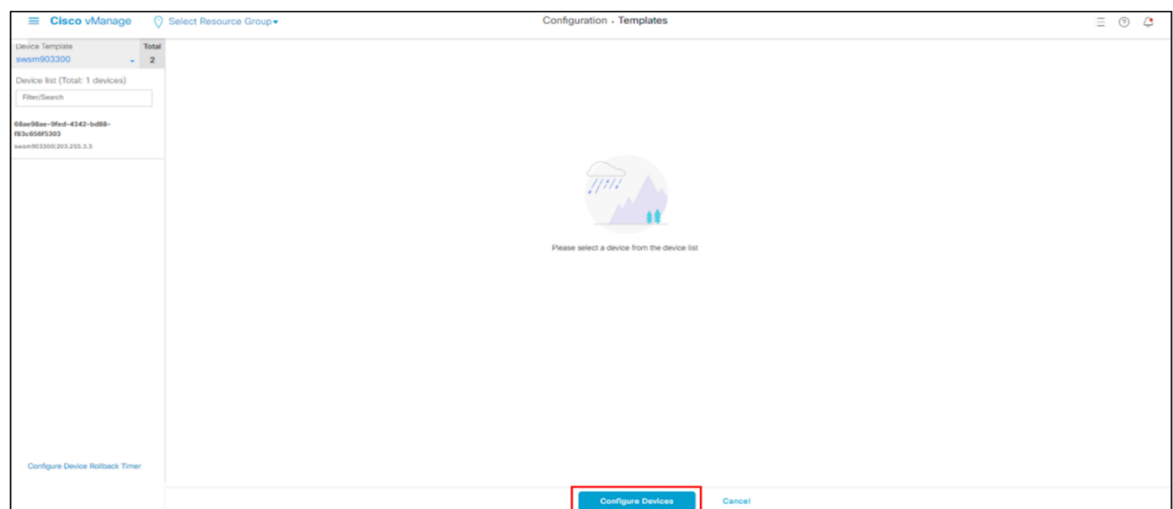 Cisco vManage
Select Resource Group
Configuration · Templates
Device Template
Total
swsm903300
2
Device list (Total: 1 devices)
Filter/Search
68ae98ae-9fed-4342-bd88-
f83c656f5303
swsm903300|203.255.3.3
Please select a device from the device list
Configure Device Rollback Timer
Configure Devices
Cancel